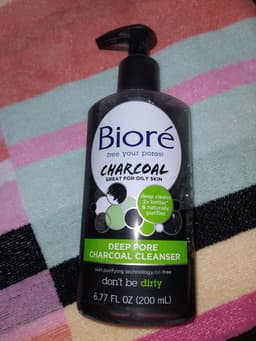 Bioré
free your pores!
CHARCOAL
GREAT FOR OILY SKIN
deep cleans
2x better*
& naturally
purifies
DEEP PORE
CHARCOAL CLEANSER
skin purifying technology/oil-free
don't be dirty
6.77 FL OZ (200 mL)